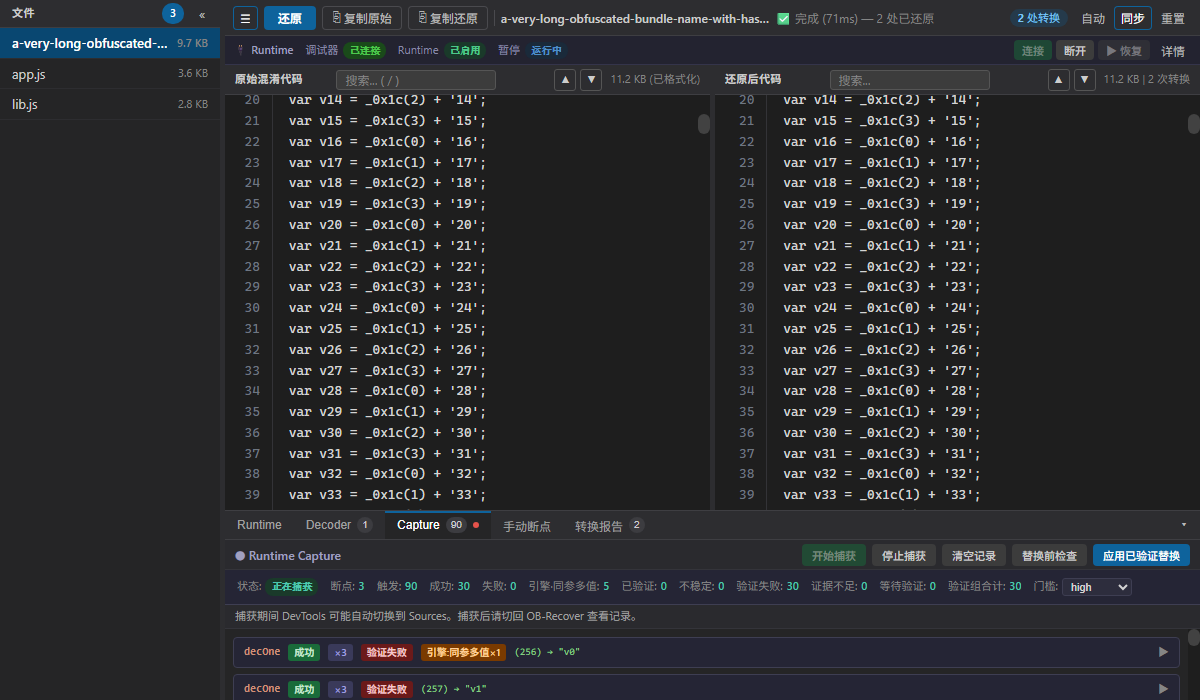 文件
3
«
a-very-long-obfuscated-... 9.7 KB
app.js 3.6 KB
lib.js 2.8 KB
☰ 还原 复制原始 复制还原 a-very-long-obfuscated-bundle-name-with-has... ✅ 完成 (71ms) — 2 处已还原 2 处转换 自动 同步 重置
Runtime 调试器 已连接 Runtime 已启用 暂停 运行中 连接 断开 ▶ 恢复 详情
原始混淆代码 搜索... ( / ) ▲ ▼ 11.2 KB (已格式化)
20 var v14 = _0x1c(2) + '14';
21 var v15 = _0x1c(3) + '15';
22 var v16 = _0x1c(0) + '16';
23 var v17 = _0x1c(1) + '17';
24 var v18 = _0x1c(2) + '18';
25 var v19 = _0x1c(3) + '19';
26 var v20 = _0x1c(0) + '20';
27 var v21 = _0x1c(1) + '21';
28 var v22 = _0x1c(2) + '22';
29 var v23 = _0x1c(3) + '23';
30 var v24 = _0x1c(0) + '24';
31 var v25 = _0x1c(1) + '25';
32 var v26 = _0x1c(2) + '26';
33 var v27 = _0x1c(3) + '27';
34 var v28 = _0x1c(0) + '28';
35 var v29 = _0x1c(1) + '29';
36 var v30 = _0x1c(2) + '30';
37 var v31 = _0x1c(3) + '31';
38 var v32 = _0x1c(0) + '32';
39 var v33 = _0x1c(1) + '33';
还原后代码 搜索... ▲ ▼ 11.2 KB | 2 次转换
20 var v14 = _0x1c(2) + '14';
21 var v15 = _0x1c(3) + '15';
22 var v16 = _0x1c(0) + '16';
23 var v17 = _0x1c(1) + '17';
24 var v18 = _0x1c(2) + '18';
25 var v19 = _0x1c(3) + '19';
26 var v20 = _0x1c(0) + '20';
27 var v21 = _0x1c(1) + '21';
28 var v22 = _0x1c(2) + '22';
29 var v23 = _0x1c(3) + '23';
30 var v24 = _0x1c(0) + '24';
31 var v25 = _0x1c(1) + '25';
32 var v26 = _0x1c(2) + '26';
33 var v27 = _0x1c(3) + '27';
34 var v28 = _0x1c(0) + '28';
35 var v29 = _0x1c(1) + '29';
36 var v30 = _0x1c(2) + '30';
37 var v31 = _0x1c(3) + '31';
38 var v32 = _0x1c(0) + '32';
39 var v33 = _0x1c(1) + '33';
Runtime Decoder 1 Capture 90 手动断点 转换报告 2
Runtime Capture 开始捕获 停止捕获 清空记录 替换前检查 应用已验证替换
状态: 正在捕获 断点: 3 触发: 90 成功: 30 失败: 0 引擎·同参多值: 5 已验证: 0 不稳定: 0 验证失败: 30 证据不足: 0 等待验证: 0 验证组合计: 30 门槛: high
捕获期间 DevTools 可能自动切换到 Sources。捕获后请切回 OB-Recover 查看记录。
decOne 成功 ×3 验证失败 引擎:同参多值×1 (256) → "v0" ▶
decOne 成功 ×3 验证失败 (257) → "v1" ▶